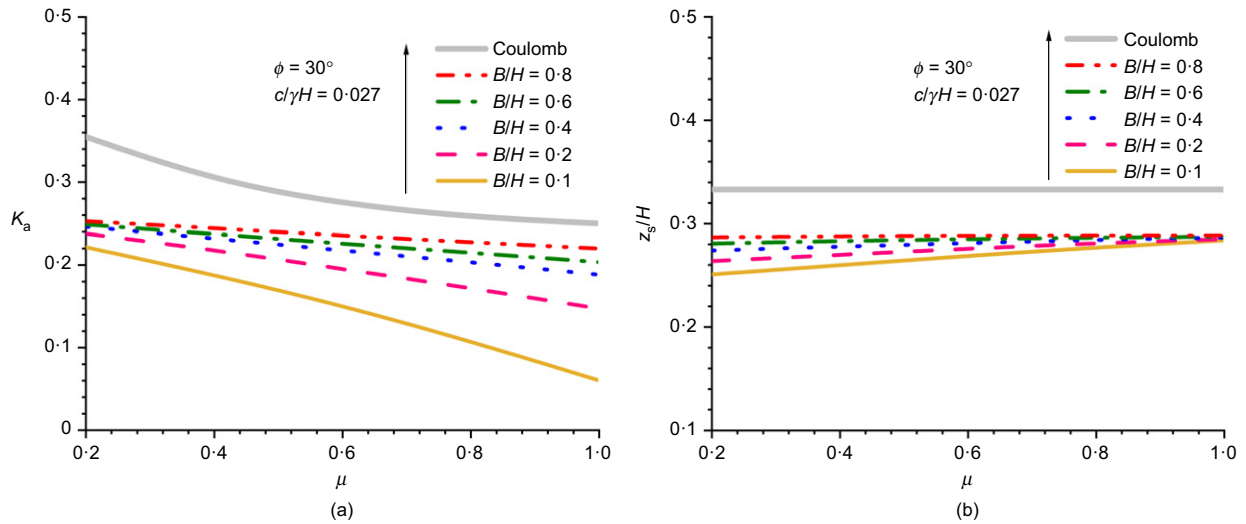 0·5
0·4
0·3
0·2
0·1
0
K_a
0·2
0·4
0·6
0·8
1·0
μ
(a)
ϕ = 30°
c/γH = 0·027
Coulomb
B/H = 0·8
B/H = 0·6
B/H = 0·4
B/H = 0·2
B/H = 0·1
0·5
0·4
0·3
0·2
0·1
z_s/H
0·2
0·4
0·6
0·8
1·0
μ
(b)
ϕ = 30°
c/γH = 0·027
Coulomb
B/H = 0·8
B/H = 0·6
B/H = 0·4
B/H = 0·2
B/H = 0·1